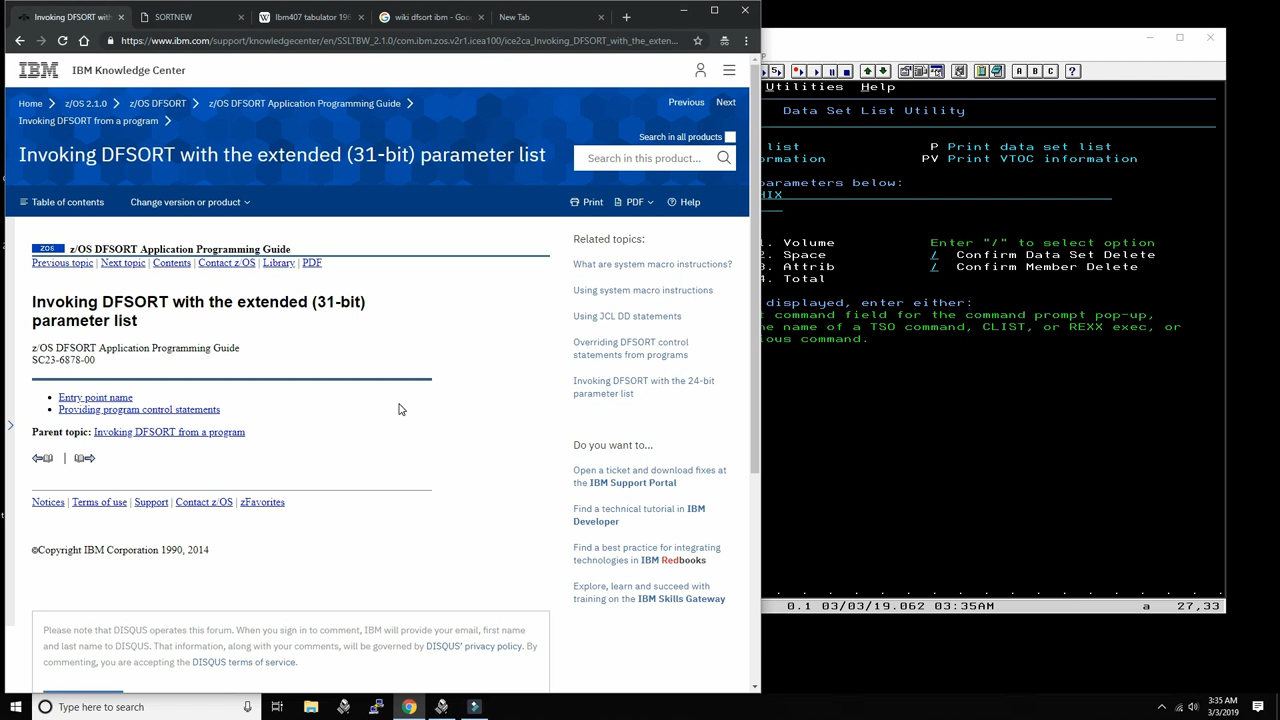 Invoking DFSORT with
SORTNEW
Ibm407 tabulator 19
wiki dfsort ibm - Goo
New Tab
https://www.ibm.com/support/knowledgecenter/en/SSLTBW_2.1.0/com.ibm.zos.v2r1.icea100/ice2ca_Invoking_DFSORT_with_the_exten...
IBM IBM Knowledge Center
Home z/OS 2.1.0 z/OS DFSORT z/OS DFSORT Application Programming Guide
Invoking DFSORT from a program
Previous Next
Search in all products
Invoking DFSORT with the extended (31-bit) parameter list
Search in this product...
Table of contents Change version or product Print PDF Help
zOS z/OS DFSORT Application Programming Guide
Previous topic | Next topic | Contents | Contact z/OS | Library | PDF
Invoking DFSORT with the extended (31-bit)
parameter list
z/OS DFSORT Application Programming Guide
SC23-6878-00
Entry point name
Providing program control statements
Parent topic: Invoking DFSORT from a program
|
Notices | Terms of use | Support | Contact z/OS | zFavorites
©Copyright IBM Corporation 1990, 2014
Please note that DISQUS operates this forum. When you sign in to comment, IBM will provide your email, first name
and last name to DISQUS. That information, along with your comments, will be governed by DISQUS' privacy policy. By
commenting, you are accepting the DISQUS terms of service.
Related topics:
What are system macro instructions?
Using system macro instructions
Using JCL DD statements
Overriding DFSORT control
statements from programs
Invoking DFSORT with the 24-bit
parameter list
Do you want to...
Open a ticket and download fixes at
the IBM Support Portal
Find a technical tutorial in IBM
Developer
Find a best practice for integrating
technologies in IBM Redbooks
Explore, learn and succeed with
training on the IBM Skills Gateway
A B C ?
Utilities Help
Data Set List Utility
list P Print data set list
ormation PV Print VTOC information
parameters below:
HIX
1. Volume Enter "/" to select option
2. Space / Confirm Data Set Delete
3. Attrib / Confirm Member Delete
4. Total
displayed, enter either:
command field for the command prompt pop-up,
he name of a TSO command, CLIST, or REXX exec, or
ious command.
0.1 03/03/19.062 03:35AM a 27,33
Type here to search
3:35 AM
3/3/2019